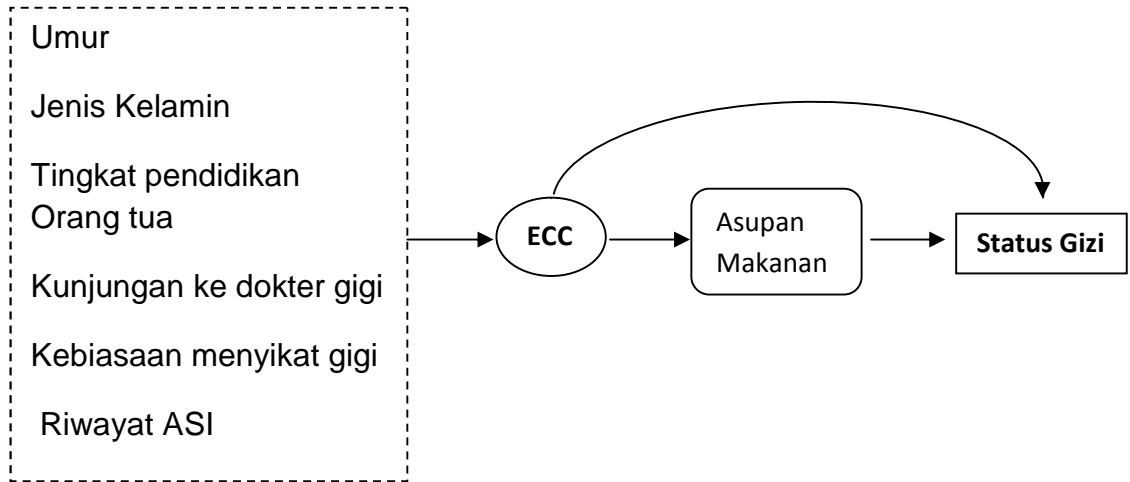 Umur
Jenis Kelamin
Tingkat pendidikan
Orang tua
Kunjungan ke dokter gigi
Kebiasaan menyikat gigi
Riwayat ASI
ECC
Asupan
Makanan
Status Gizi